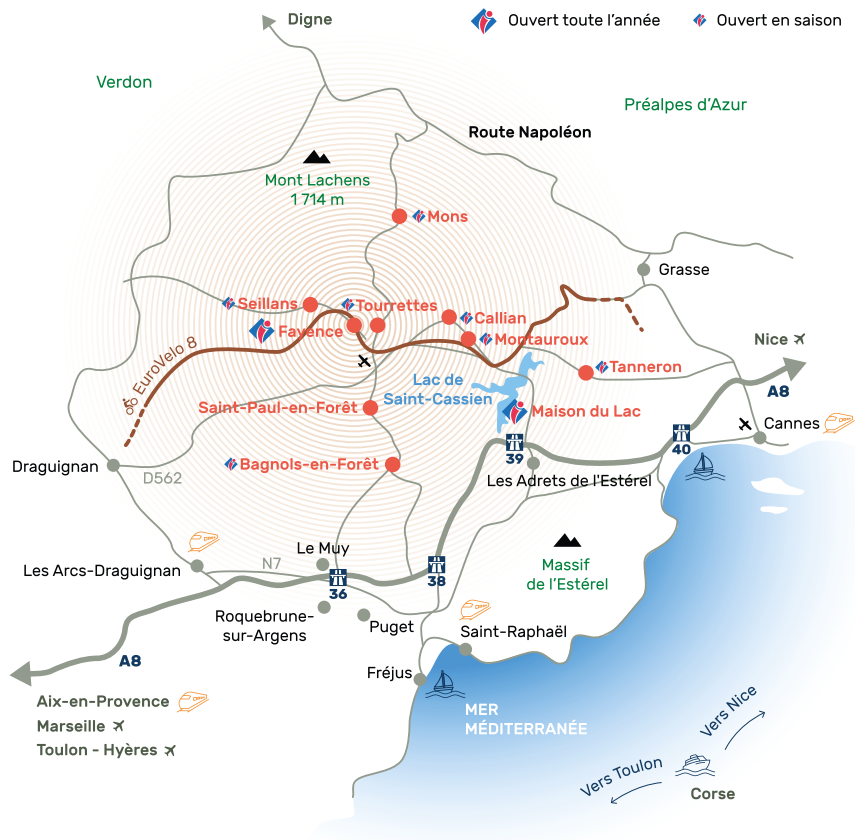 Digne
Ouvert toute l'année
Ouvert en saison
Verdon
Préalpes d'Azur
Route Napoléon
Mont Lachens
1 714 m
Mons
Grasse
Seillans
Tourrettes
Callian
Fayence
Montauroux
Nice
EuroVelo 8
Tanneron
A8
Lac de
Saint-Cassien
Saint-Paul-en-Forêt
Maison du Lac
Cannes
40
39
Draguignan
D562
Bagnols-en-Forêt
Les Adrets de l'Estérel
Le Muy
Massif
de l'Estérel
N7
Les Arcs-Draguignan
38
36
Roquebrune-
sur-Argens
Puget
Saint-Raphaël
A8
Fréjus
Aix-en-Provence
Marseille
Toulon - Hyères
MER
MÉDITERRANÉE
Vers Nice
Vers Toulon
Corse